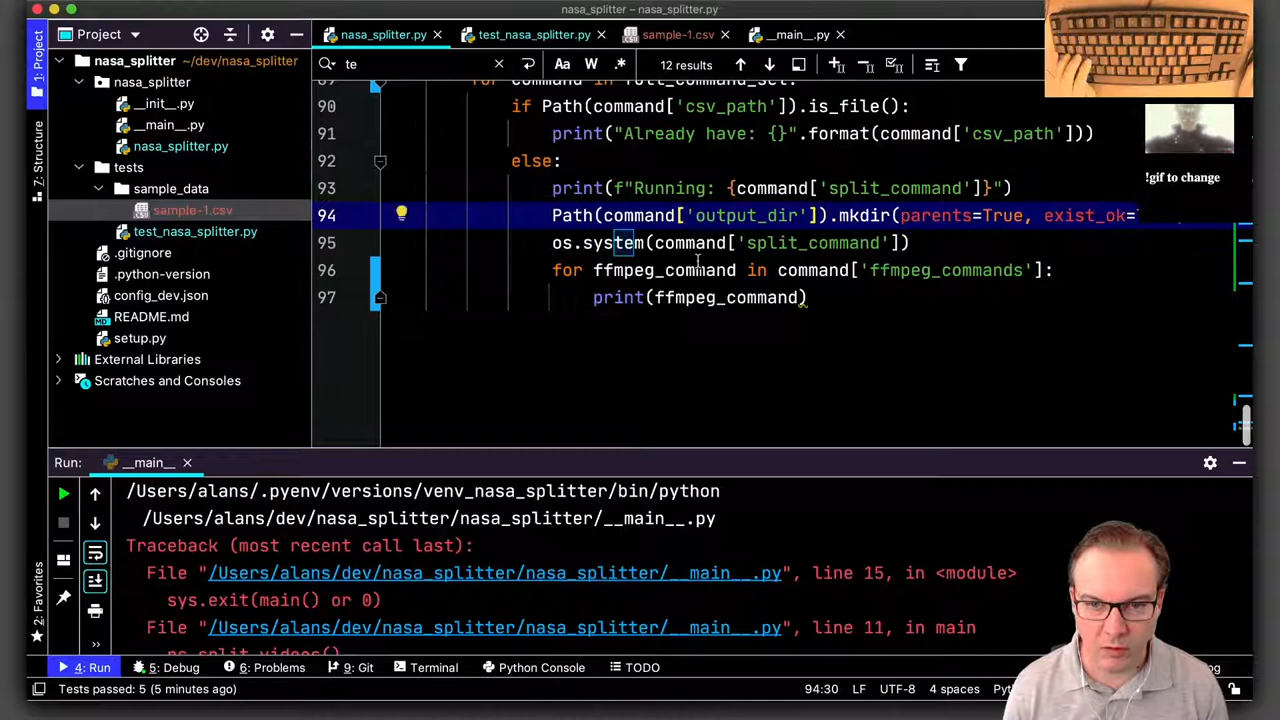 nasa_splitter – nasa_splitter.py
Project
nasa_splitter.py
test_nasa_splitter.py
sample-1.csv
__main__.py
te
Aa
W
12 results
1: Project
7: Structure
2: Favorites
nasa_splitter ~/dev/nasa_splitter
nasa_splitter
__init__.py
__main__.py
nasa_splitter.py
tests
sample_data
sample-1.csv
test_nasa_splitter.py
.gitignore
.python-version
config_dev.json
README.md
setup.py
External Libraries
Scratches and Consoles
90 if Path(command['csv_path']).is_file():
91 print("Already have: {}".format(command['csv_path']))
92 else:
93 print(f"Running: {command['split_command']}")
94 Path(command['output_dir']).mkdir(parents=True, exist_ok=
95 os.system(command['split_command'])
96 for ffmpeg_command in command['ffmpeg_commands']:
97 print(ffmpeg_command)
!gif to change
Run: __main__
/Users/alans/.pyenv/versions/venv_nasa_splitter/bin/python
/Users/alans/dev/nasa_splitter/nasa_splitter/__main__.py
Traceback (most recent call last):
File "/Users/alans/dev/nasa_splitter/nasa_splitter/__main__.py", line 15, in <module>
sys.exit(main() or 0)
File "/Users/alans/dev/nasa_splitter/nasa_splitter/__main__.py", line 11, in main
4: Run
5: Debug
6: Problems
9: Git
Terminal
Python Console
TODO
Tests passed: 5 (5 minutes ago)
94:30
LF
UTF-8
4 spaces